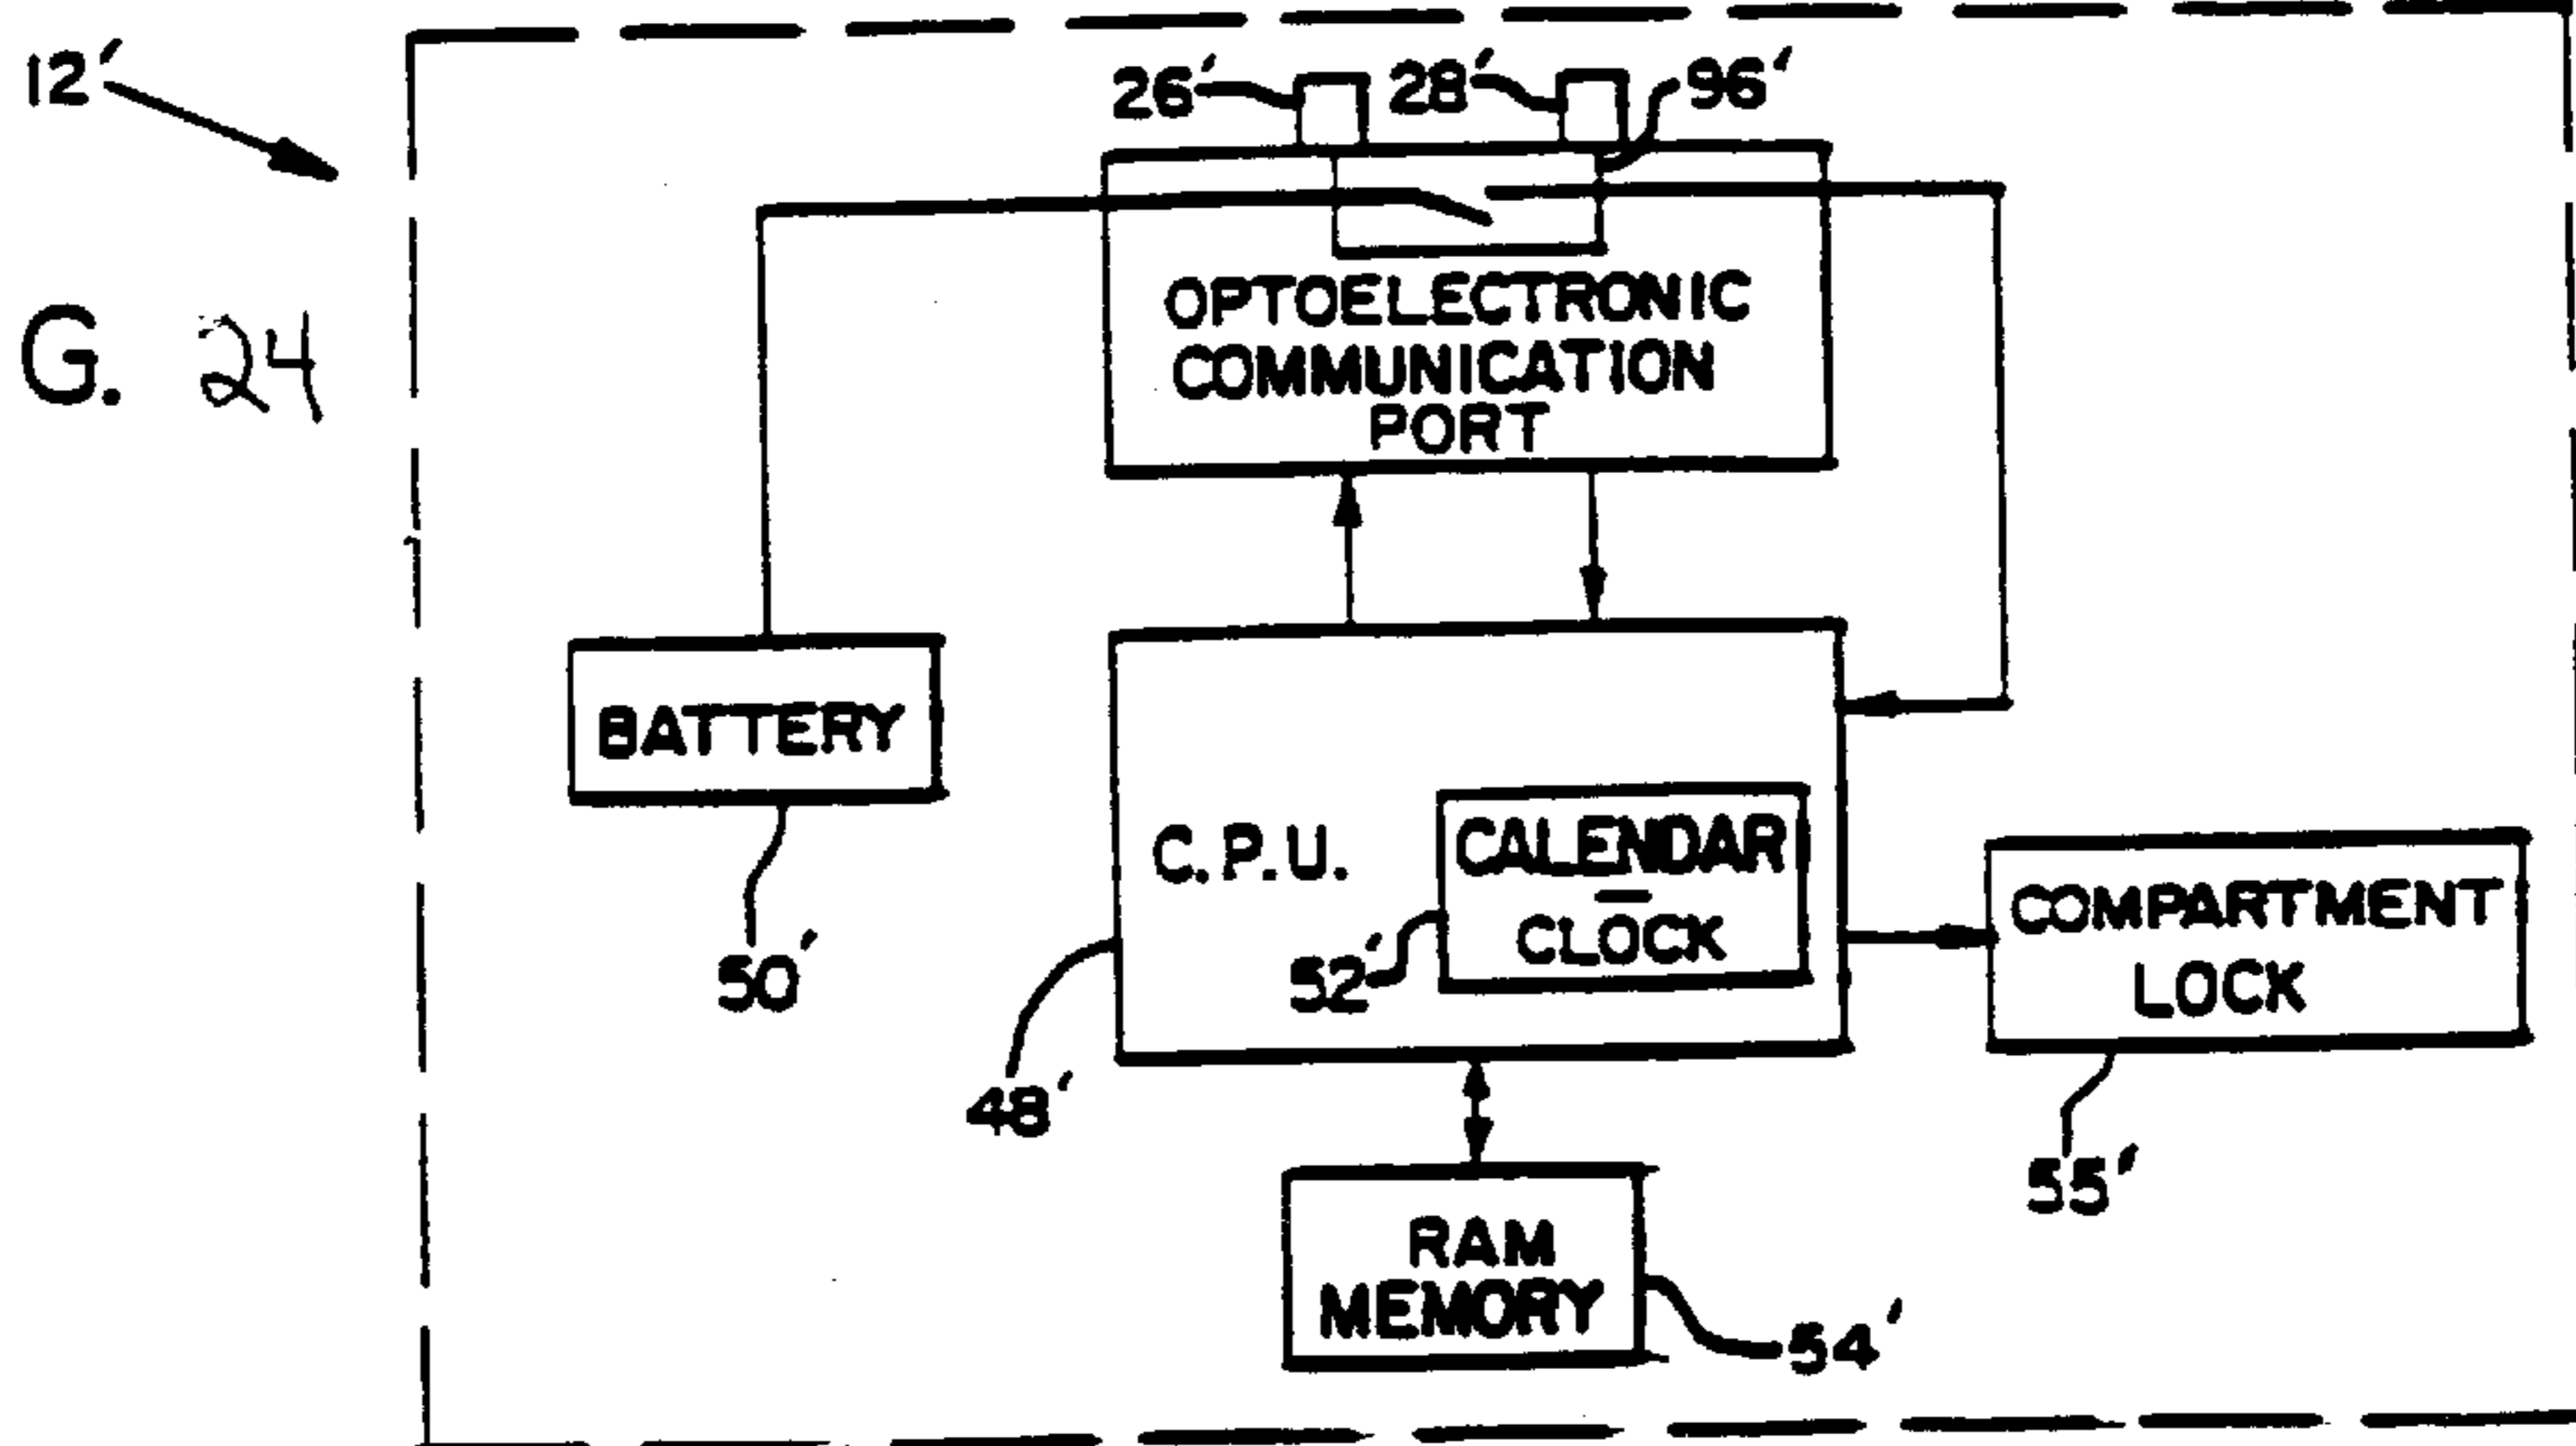 12'
26'
28'
96'
G. 24
OPTOELECTRONIC
COMMUNICATION
PORT
BATTERY
50'
C.P.U.
CALENDAR
-
CLOCK
52'
48'
COMPARTMENT
LOCK
55'
RAM
MEMORY
54'